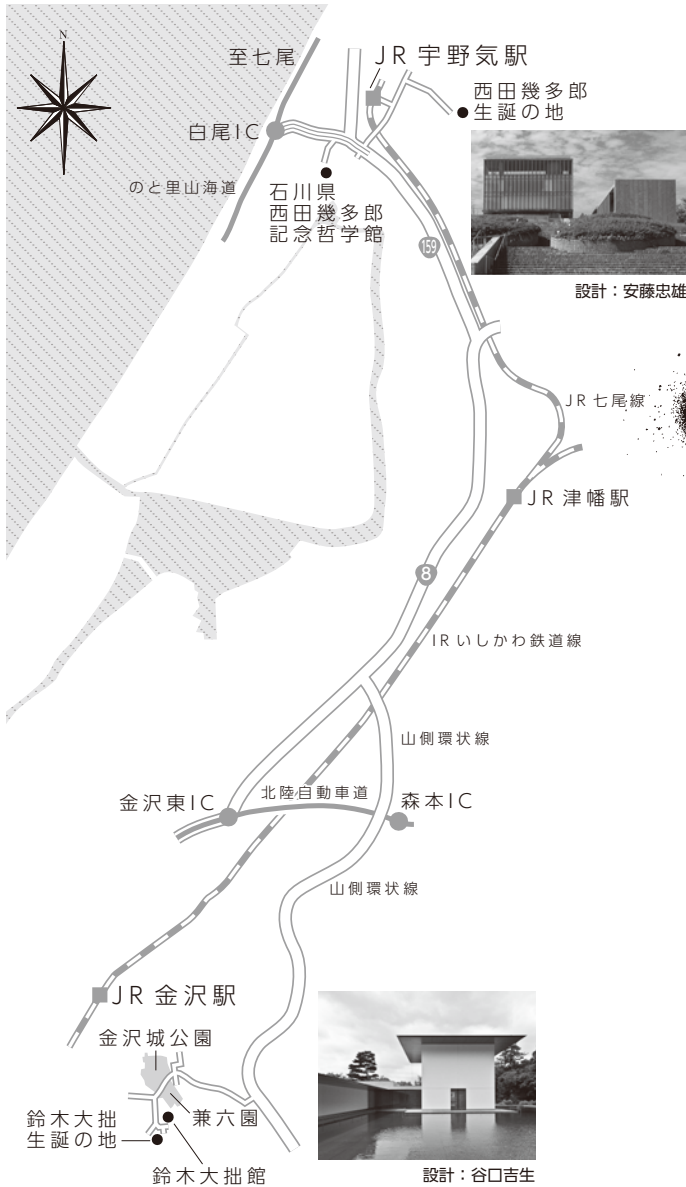 N
至七尾
JR 宇野気駅
西田幾多郎
生誕の地
白尾IC
のと里山海道
石川県
西田幾多郎
記念哲学館
159
設計：安藤忠雄
JR 七尾線
JR 津幡駅
8
IR いしかわ鉄道線
山側環状線
北陸自動車道
金沢東IC
森本IC
山側環状線
JR 金沢駅
金沢城公園
兼六園
鈴木大拙
生誕の地
鈴木大拙館
設計：谷口吉生